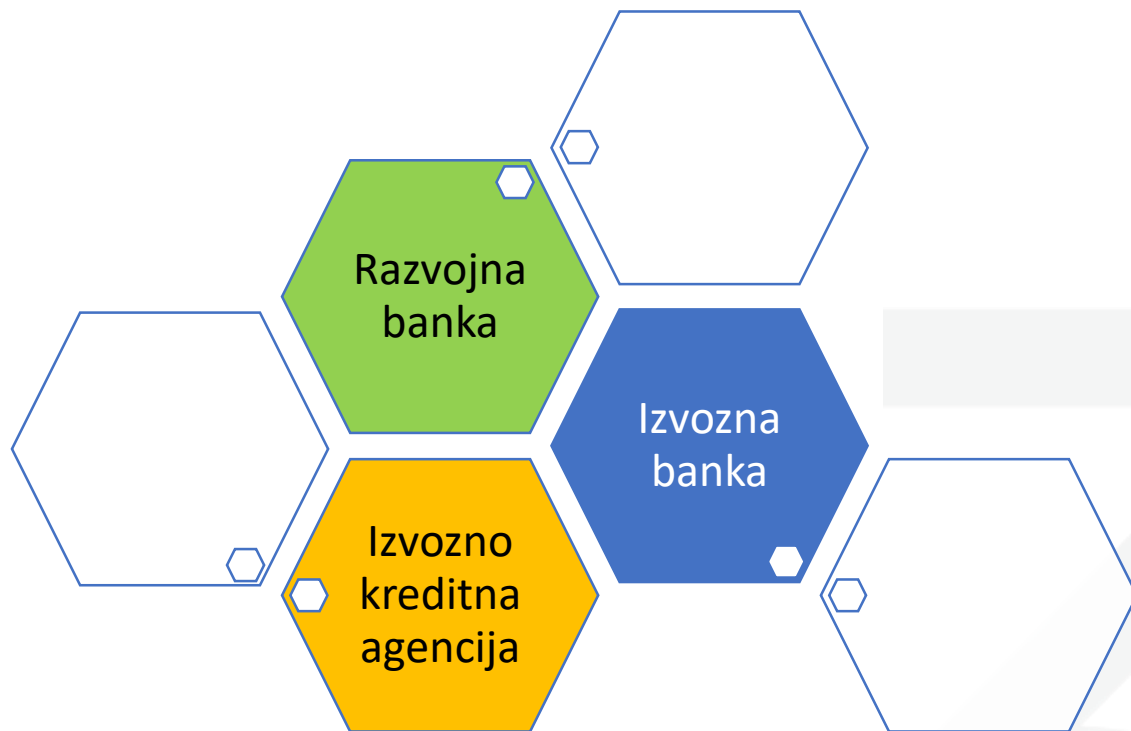 Razvojna
banka
Izvozna
banka
Izvozno
kreditna
agencija